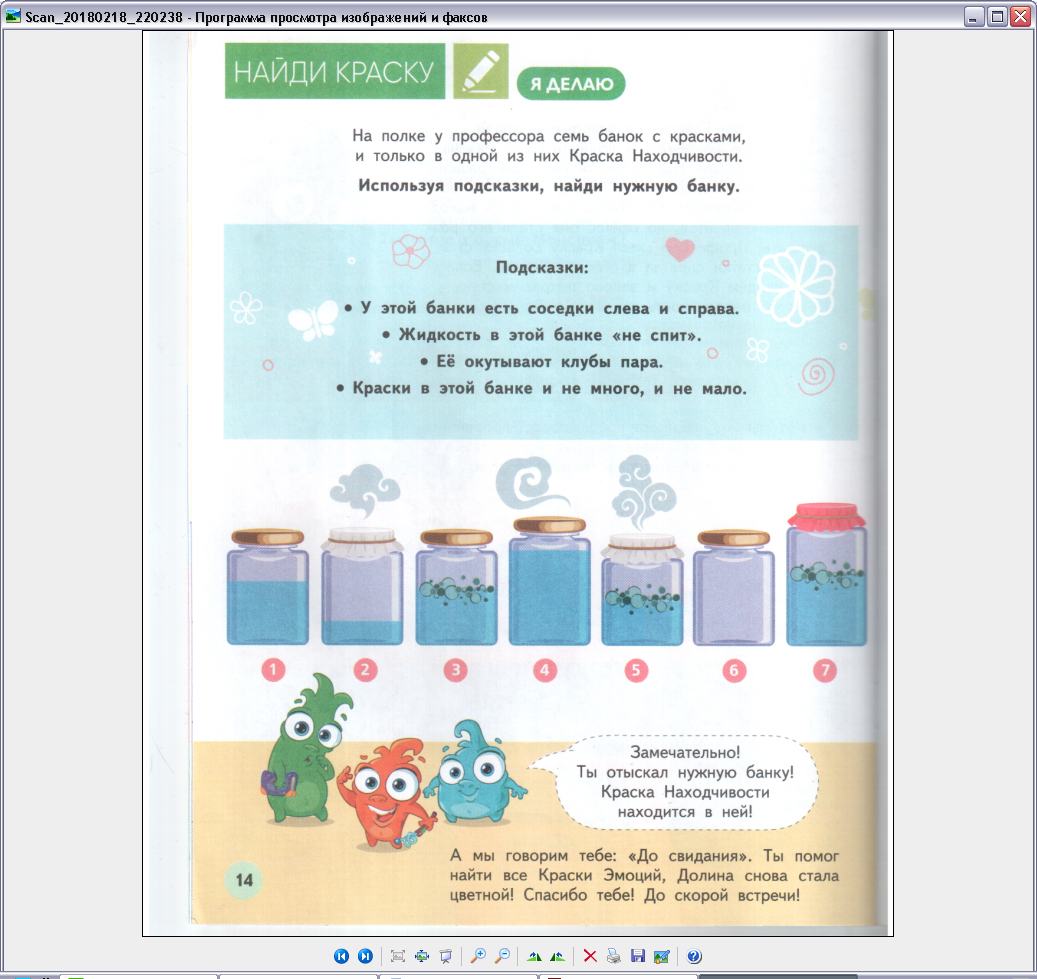 Scan_20180218_220238 - Программа просмотра изображений и факсов
НАЙДИ КРАСКУ
Я ДЕЛАЮ
На полке у профессора семь банок с красками,
и только в одной из них Краска Находчивости.
Используя подсказки, найди нужную банку.
Подсказки:
• У этой банки есть соседки слева и справа.
• Жидкость в этой банке «не спит».
• Её окутывают клубы пара.
• Краски в этой банке и не много, и не мало.
1 2 3 4 5 6 7
Замечательно!
Ты отыскал нужную банку!
Краска Находчивости
находится в ней!
А мы говорим тебе: «До свидания». Ты помог
найти все Краски Эмоций, Долина снова стала
цветной! Спасибо тебе! До скорой встречи!
14